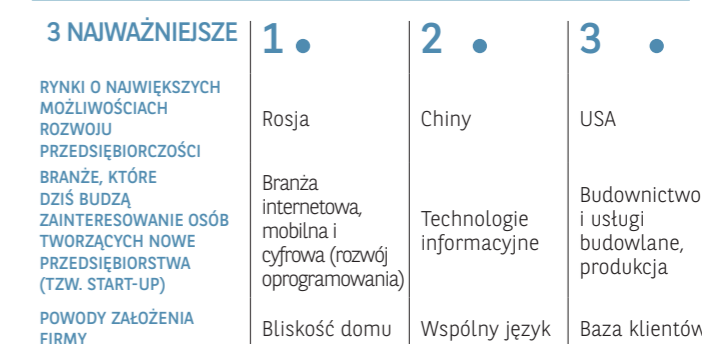 3 NAJWAŻNIEJSZE 1. 2. 3.
RYNKI O NAJWIĘKSZYCH
MOŻLIWOŚCIACH
ROZWOJU
PRZEDSIĘBIORCZOŚCI
Rosja
Chiny
USA
BRANŻE, KTÓRE
DZIŚ BUDZĄ
ZAINTERESOWANIE OSÓB
TWORZĄCYCH NOWE
PRZEDSIĘBIORSTWA
(TZW. START-UP)
Branża
internetowa,
mobilna i
cyfrowa (rozwój
oprogramowania)
Technologie
informacyjne
Budownictwo
i usługi
budowlane,
produkcja
POWODY ZAŁOŻENIA
FIRMY
Bliskość domu
Wspólny język
Baza klientów